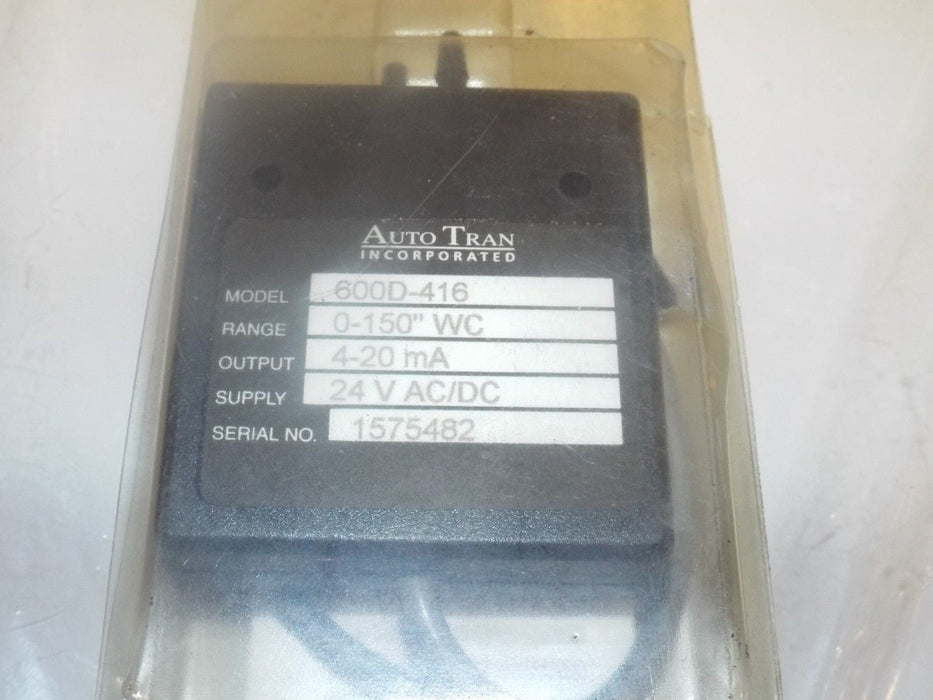 AUTO TRAN
INCORPORATED
MODEL 600D-416
RANGE 0-150" WC
OUTPUT 4-20 mA
SUPPLY 24 V AC/DC
SERIAL NO. 1575482